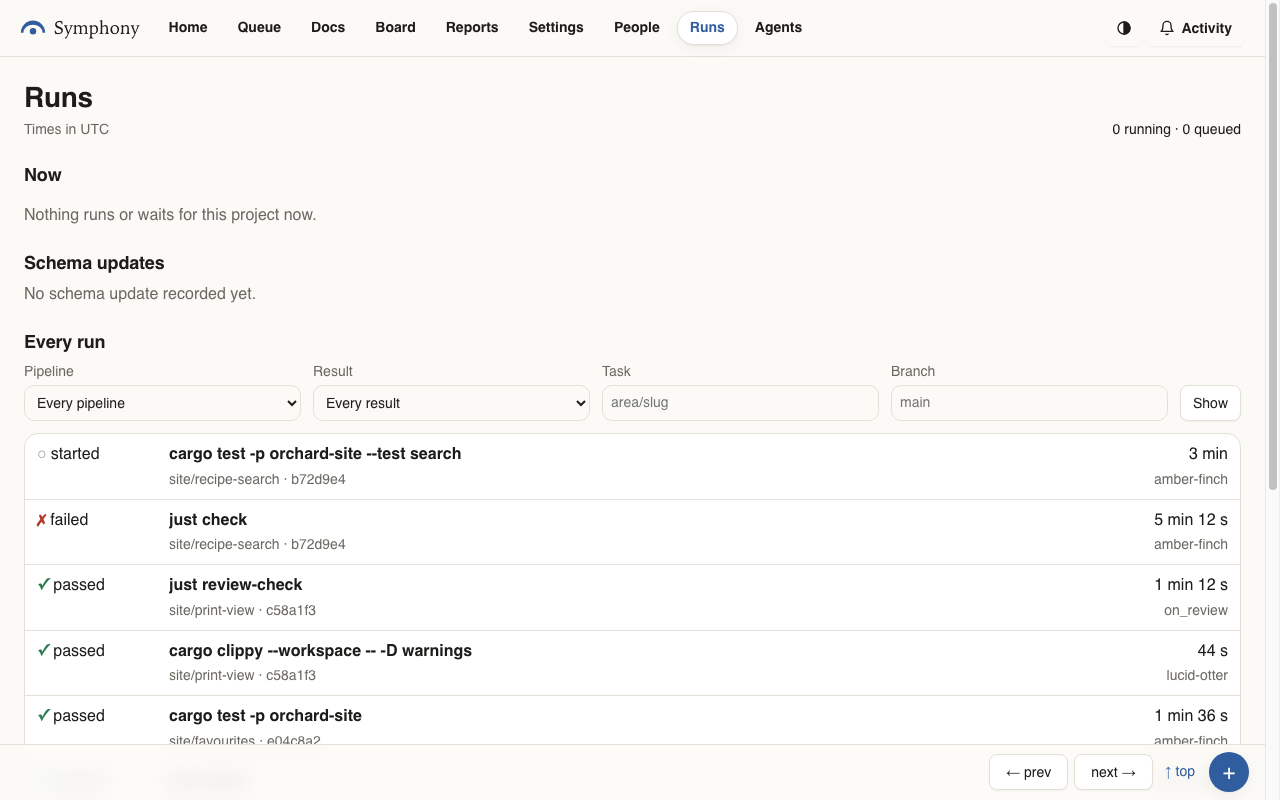 Symphony Home Queue Docs Board Reports Settings People Runs Agents Activity
Runs
Times in UTC 0 running · 0 queued
Now
Nothing runs or waits for this project now.
Schema updates
No schema update recorded yet.
Every run
Pipeline Result Task Branch
Every pipeline Every result area/slug main Show
○ started cargo test -p orchard-site --test search 3 min
site/recipe-search · b72d9e4 amber-finch
✗ failed just check 5 min 12 s
site/recipe-search · b72d9e4 amber-finch
✓ passed just review-check 1 min 12 s
site/print-view · c58a1f3 on_review
✓ passed cargo clippy --workspace -- -D warnings 44 s
site/print-view · c58a1f3 lucid-otter
✓ passed cargo test -p orchard-site 1 min 36 s
site/favourites · e04c8a2 amber-finch
← prev next → ↑ top +